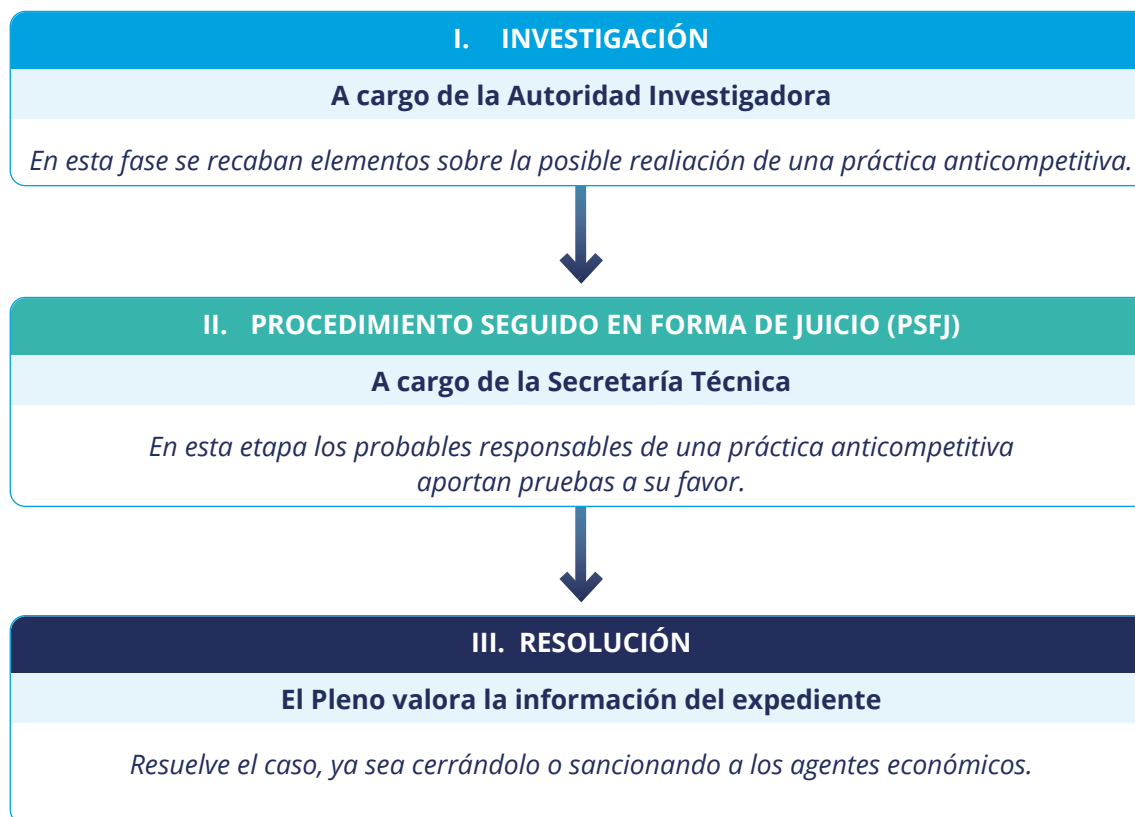 I. INVESTIGACIÓN
A cargo de la Autoridad Investigadora
En esta fase se recaban elementos sobre la posible realiación de una práctica anticompetitiva.
II. PROCEDIMIENTO SEGUIDO EN FORMA DE JUICIO (PSFJ)
A cargo de la Secretaría Técnica
En esta etapa los probables responsables de una práctica anticompetitiva
aportan pruebas a su favor.
III. RESOLUCIÓN
El Pleno valora la información del expediente
Resuelve el caso, ya sea cerrándolo o sancionando a los agentes económicos.